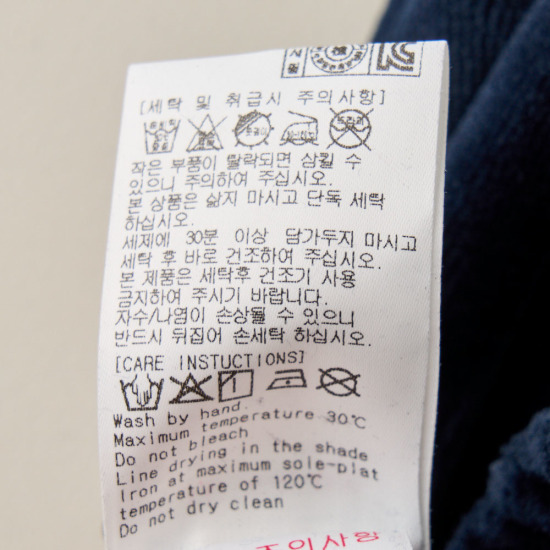 [세탁 및 취급시 주의사항]
작은 부품이 탈락되면 삼킬 수
있으니 주의하여 주십시오.
본 상품은 삶지 마시고 단독 세탁
하십시오.
세제에 30분 이상 담가두지 마시고
세탁 후 바로 건조하여 주십시오.
본 제품은 세탁후 건조기 사용
금지하여 주시기 바랍니다.
자수/나염이 손상될 수 있으니
반드시 뒤집어 손세탁 하십시오.
[CARE INSTUCTIONS]
Wash by hand.
Maximum temperature 30℃
Do not bleach
Line drying in the shade
Iron at maximum sole-plat
temperature of 120℃
Do not dry clean
주의사항